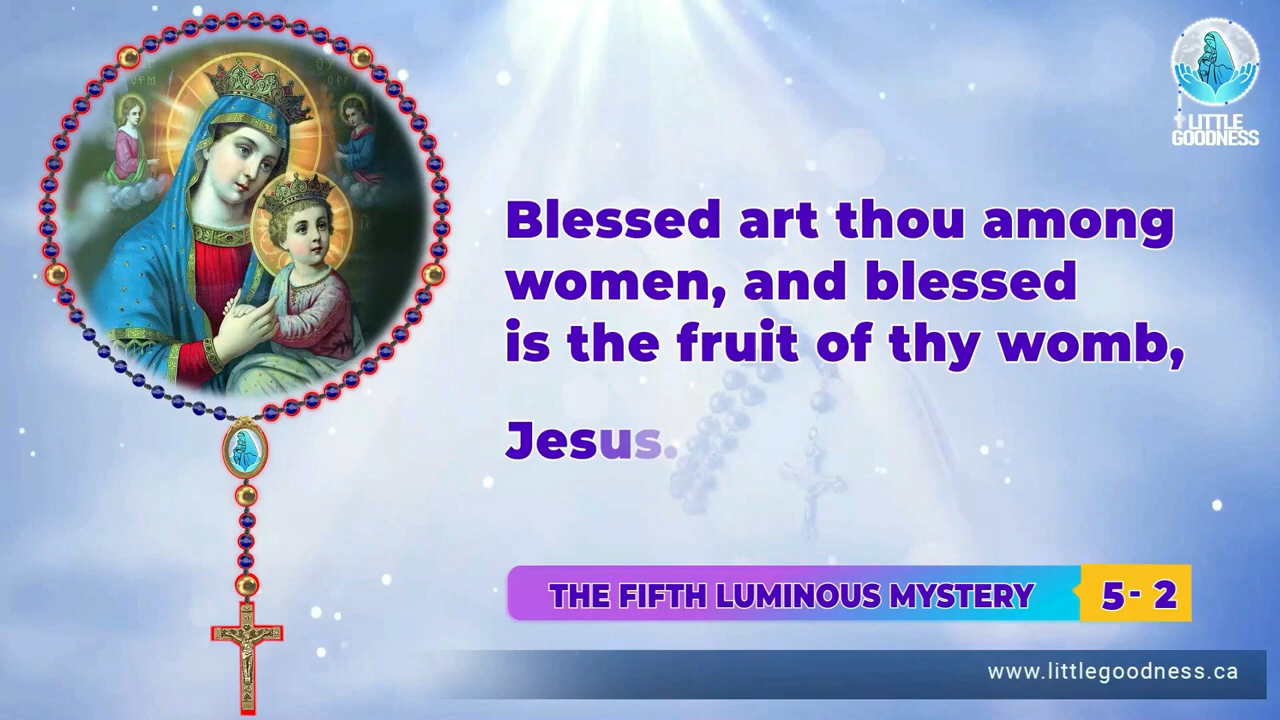 LITTLE
GOODNESS
Blessed art thou among
women, and blessed
is the fruit of thy womb,
Jesus.
THE FIFTH LUMINOUS MYSTERY
5- 2
www.littlegoodness.ca